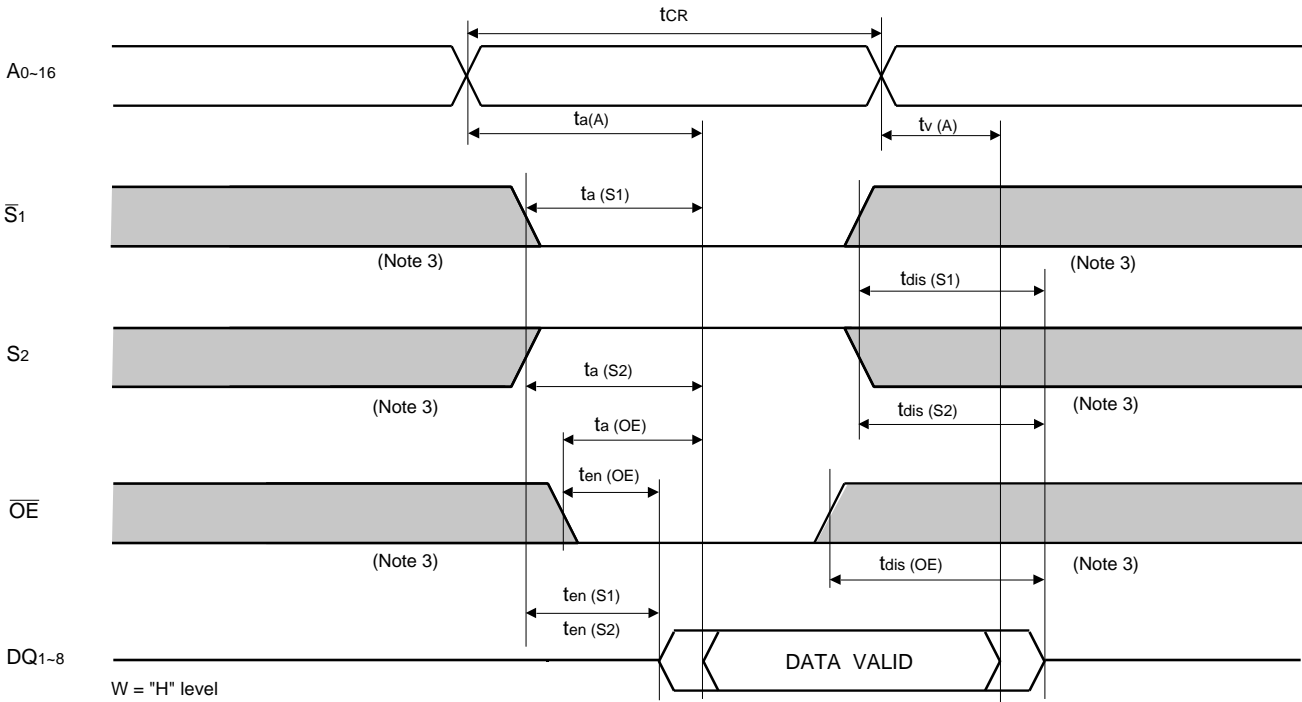 tCR
A0~16
ta(A)
tv (A)
ta (S1)
S̅1
(Note 3) (Note 3)
tdis (S1)
S2
ta (S2)
(Note 3) (Note 3)
tdis (S2)
ta (OE)
ten (OE)
O̅E̅
(Note 3) (Note 3)
tdis (OE)
ten (S1)
ten (S2)
DQ1~8
DATA VALID
W = "H" level